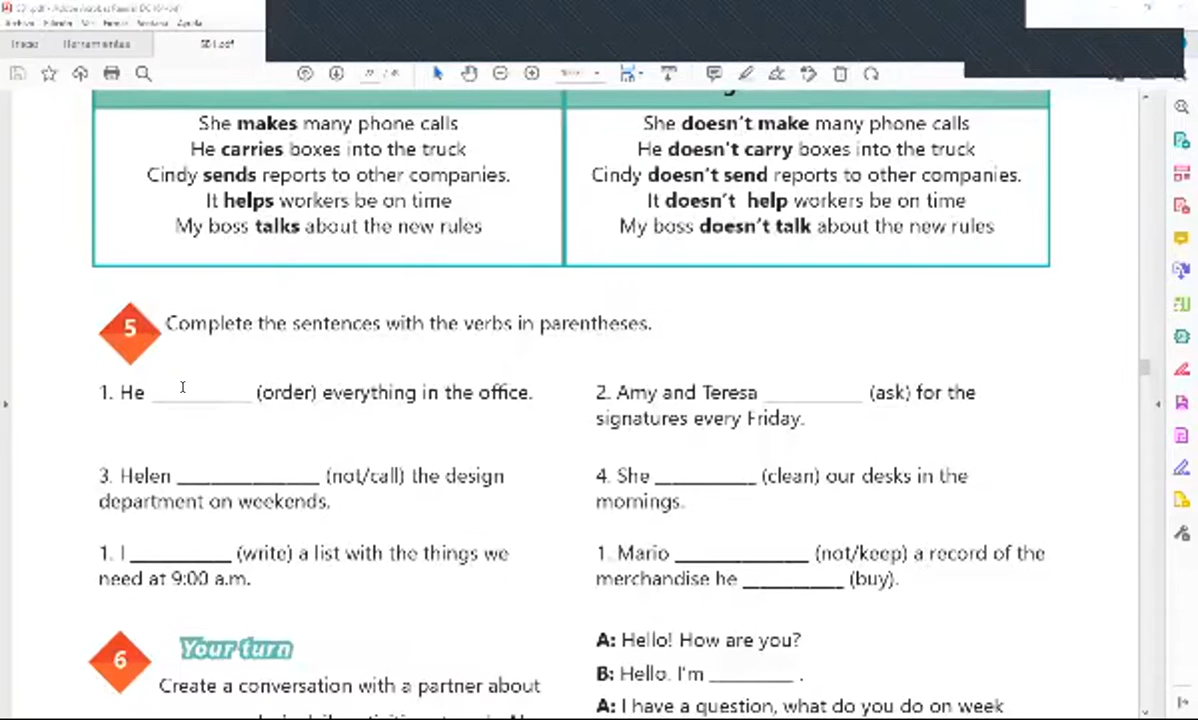 Inicio Herramientas SB1.pdf
She makes many phone calls
He carries boxes into the truck
Cindy sends reports to other companies.
It helps workers be on time
My boss talks about the new rules
She doesn't make many phone calls
He doesn't carry boxes into the truck
Cindy doesn't send reports to other companies.
It doesn't help workers be on time
My boss doesn't talk about the new rules
5 Complete the sentences with the verbs in parentheses.
1. He __________ (order) everything in the office.
2. Amy and Teresa __________ (ask) for the
signatures every Friday.
3. Helen ______________ (not/call) the design
department on weekends.
4. She __________ (clean) our desks in the
mornings.
1. I __________ (write) a list with the things we
need at 9:00 a.m.
1. Mario _____________ (not/keep) a record of the
merchandise he __________ (buy).
6 Your turn
Create a conversation with a partner about
A: Hello! How are you?
B: Hello. I'm ________ .
A: I have a question, what do you do on week